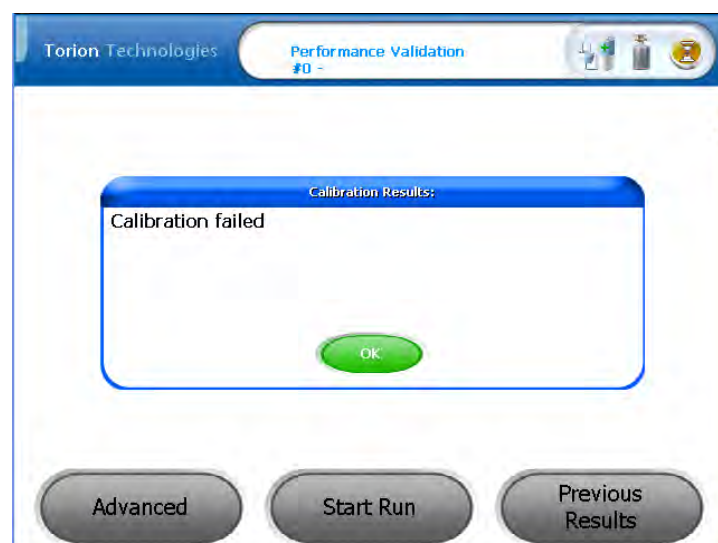 Torion Technologies
Performance Validation
#0 -
Calibration Results:
Calibration failed
OK
Advanced
Start Run
Previous
Results